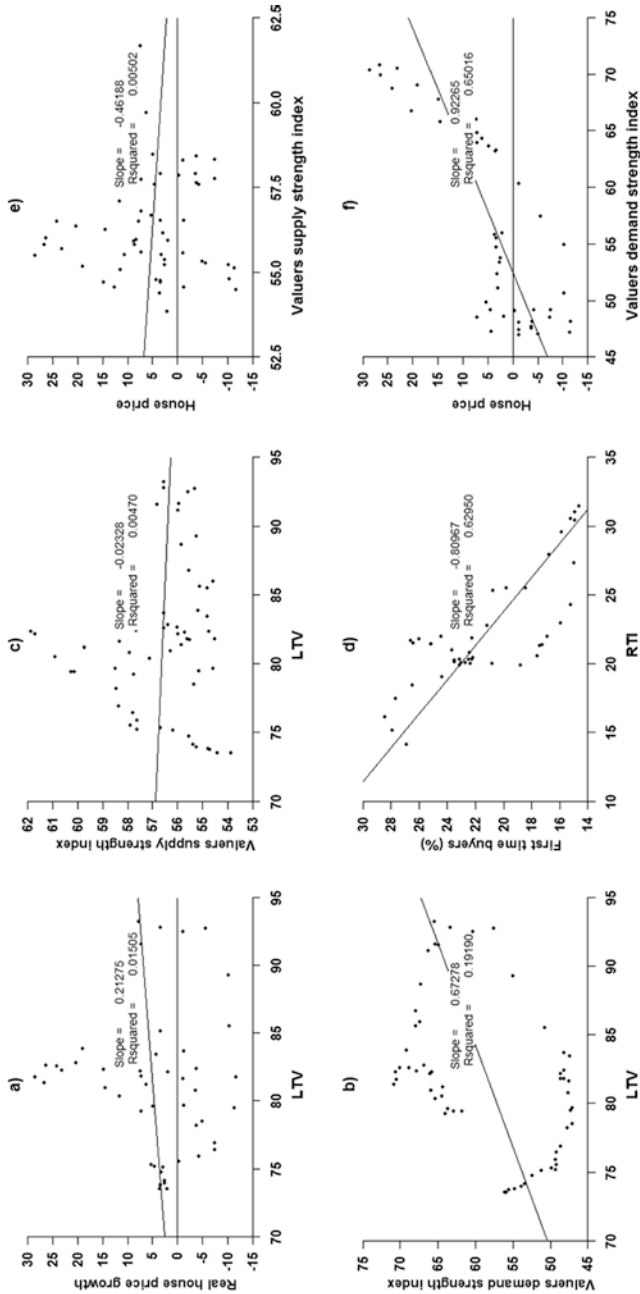 a)
30
25
20
15
10
5
0
-5
-10
-15
Real house price growth
Slope = 0.21275
Rsquared = 0.01505
70 75 80 85 90 95
LTV
c)
62
61
60
59
58
57
56
55
54
53
Valuers supply strength index
Slope = -0.02328
Rsquared = 0.00470
70 75 80 85 90 95
LTV
e)
30
25
20
15
10
5
0
-5
-10
-15
House price
Slope = -0.46188
Rsquared = 0.00502
52.5 55.0 57.5 60.0 62.5
Valuers supply strength index
b)
75
70
65
60
55
50
45
Valuers demand strength index
Slope = 0.67278
Rsquared = 0.19190
70 75 80 85 90 95
LTV
d)
30
28
26
24
22
20
18
16
14
First time buyers (%)
Slope = -0.80967
Rsquared = 0.62950
10 15 20 25 30 35
RTI
f)
30
25
20
15
10
5
0
-5
-10
-15
House price
Slope = 0.92265
Rsquared = 0.65016
45 50 55 60 65 70 75
Valuers demand strength index